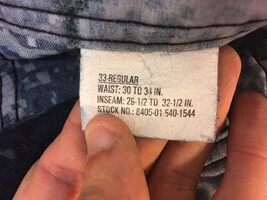 33-REGULAR
WAIST: 30 TO 34 IN.
INSEAM: 29-1/2 TO 32-1/2 IN.
STOCK NO.: 8405-01-540-1544